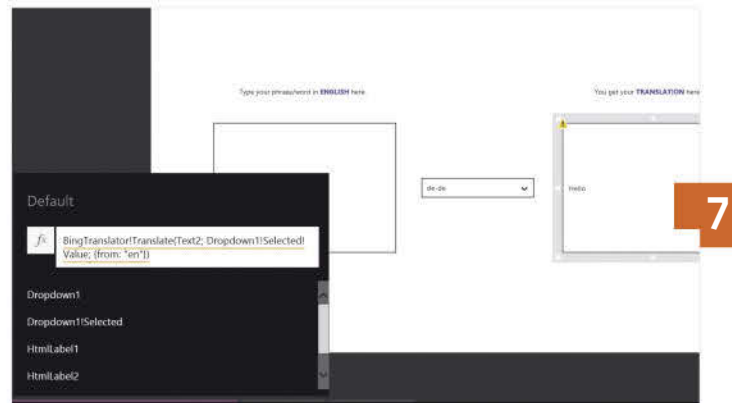 Type your phrase/word in ENGLISH here
You get your TRANSLATION here
de-de
Hello
7
Default
fx
BingTranslator!Translate(Text2; Dropdown1!Selected!
Value; {from: "en"})
Dropdown1
Dropdown1!Selected
HtmlLabel1
HtmlLabel2